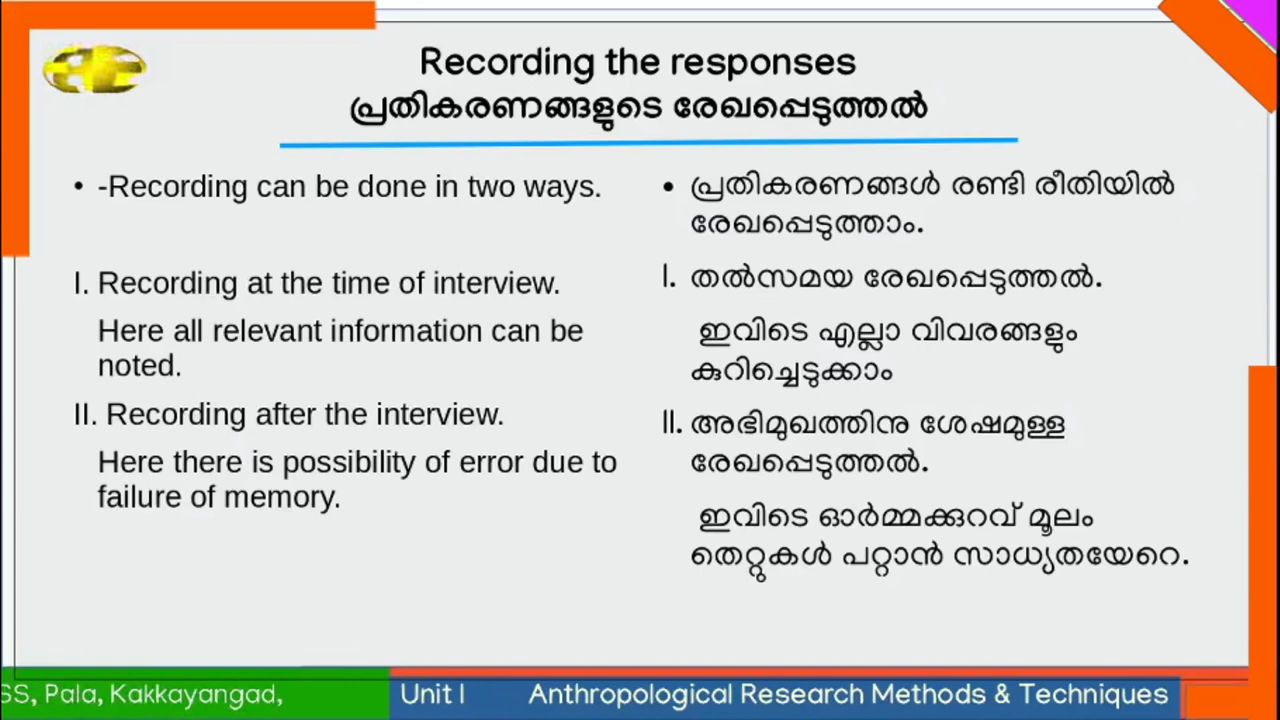 Recording the responses
പ്രതികരണങ്ങളുടെ രേഖപ്പെടുത്തൽ
• -Recording can be done in two ways.
I. Recording at the time of interview.
Here all relevant information can be
noted.
II. Recording after the interview.
Here there is possibility of error due to
failure of memory.
• പ്രതികരണങ്ങൾ രണ്ടി രീതിയിൽ
രേഖപ്പെടുത്താം.
I. തൽസമയ രേഖപ്പെടുത്തൽ.
ഇവിടെ എല്ലാ വിവരങ്ങളും
കുറിച്ചെടുക്കാം
II. അഭിമുഖത്തിനു ശേഷമുള്ള
രേഖപ്പെടുത്തൽ.
ഇവിടെ ഓർമ്മക്കുറവ് മൂലം
തെറ്റുകൾ പറ്റാൻ സാധ്യതയേറെ.
SS, Pala, Kakkayangad,
Unit I Anthropological Research Methods & Techniques